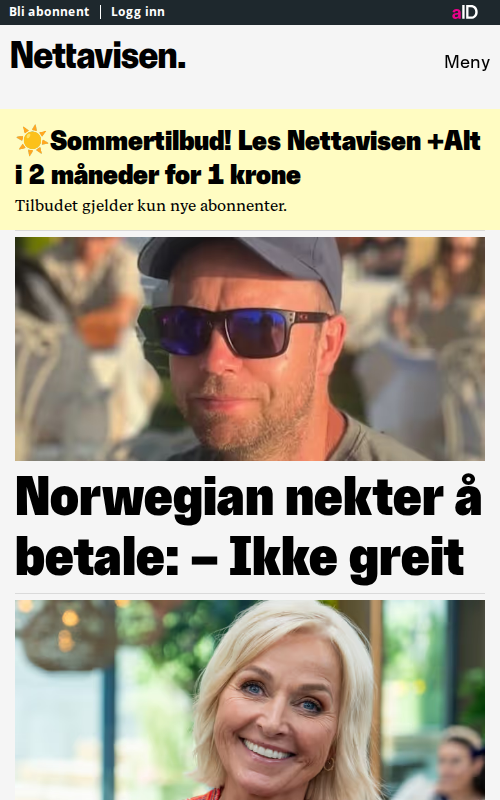 Bli abonnent
Logg inn
aID
Nettavisen.
Meny
Sommertilbud! Les Nettavisen +Alt
i 2 måneder for 1 krone
Tilbudet gjelder kun nye abonnenter.
Norwegian nekter å
betale: – Ikke greit